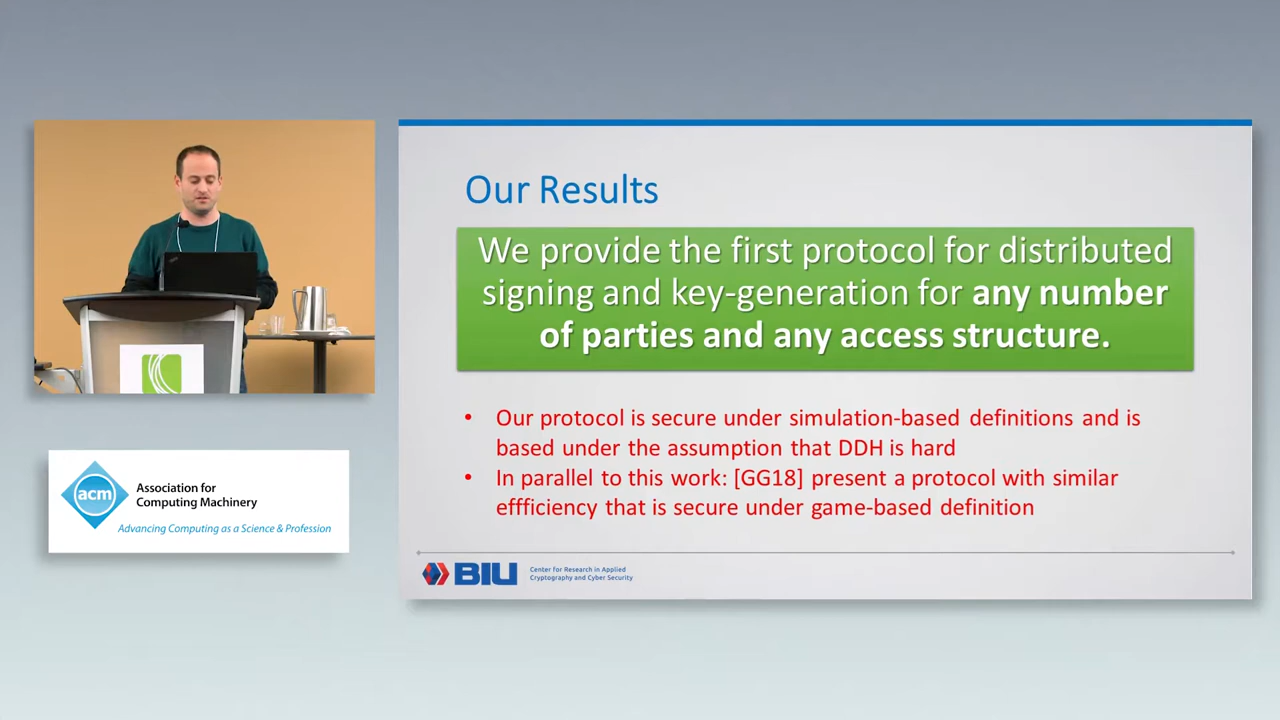 Our Results
We provide the first protocol for distributed
signing and key-generation for any number
of parties and any access structure.
• Our protocol is secure under simulation-based definitions and is
based under the assumption that DDH is hard
• In parallel to this work: [GG18] present a protocol with similar
effficiency that is secure under game-based definition
BIU
Center for Research in Applied
Cryptography and Cyber Security
acm
Association for
Computing Machinery
Advancing Computing as a Science & Profession